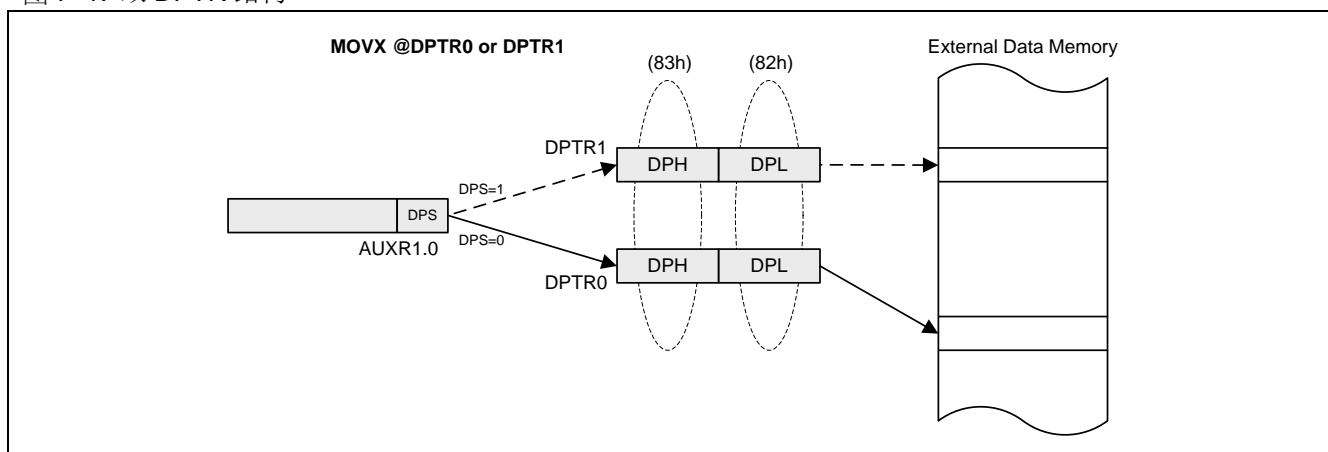 MOVX @DPTR0 or DPTR1
External Data Memory
(83h)
(82h)
DPTR1
DPH
DPL
DPS=1
DPS
AUXR1.0
DPS=0
DPH
DPL
DPTR0